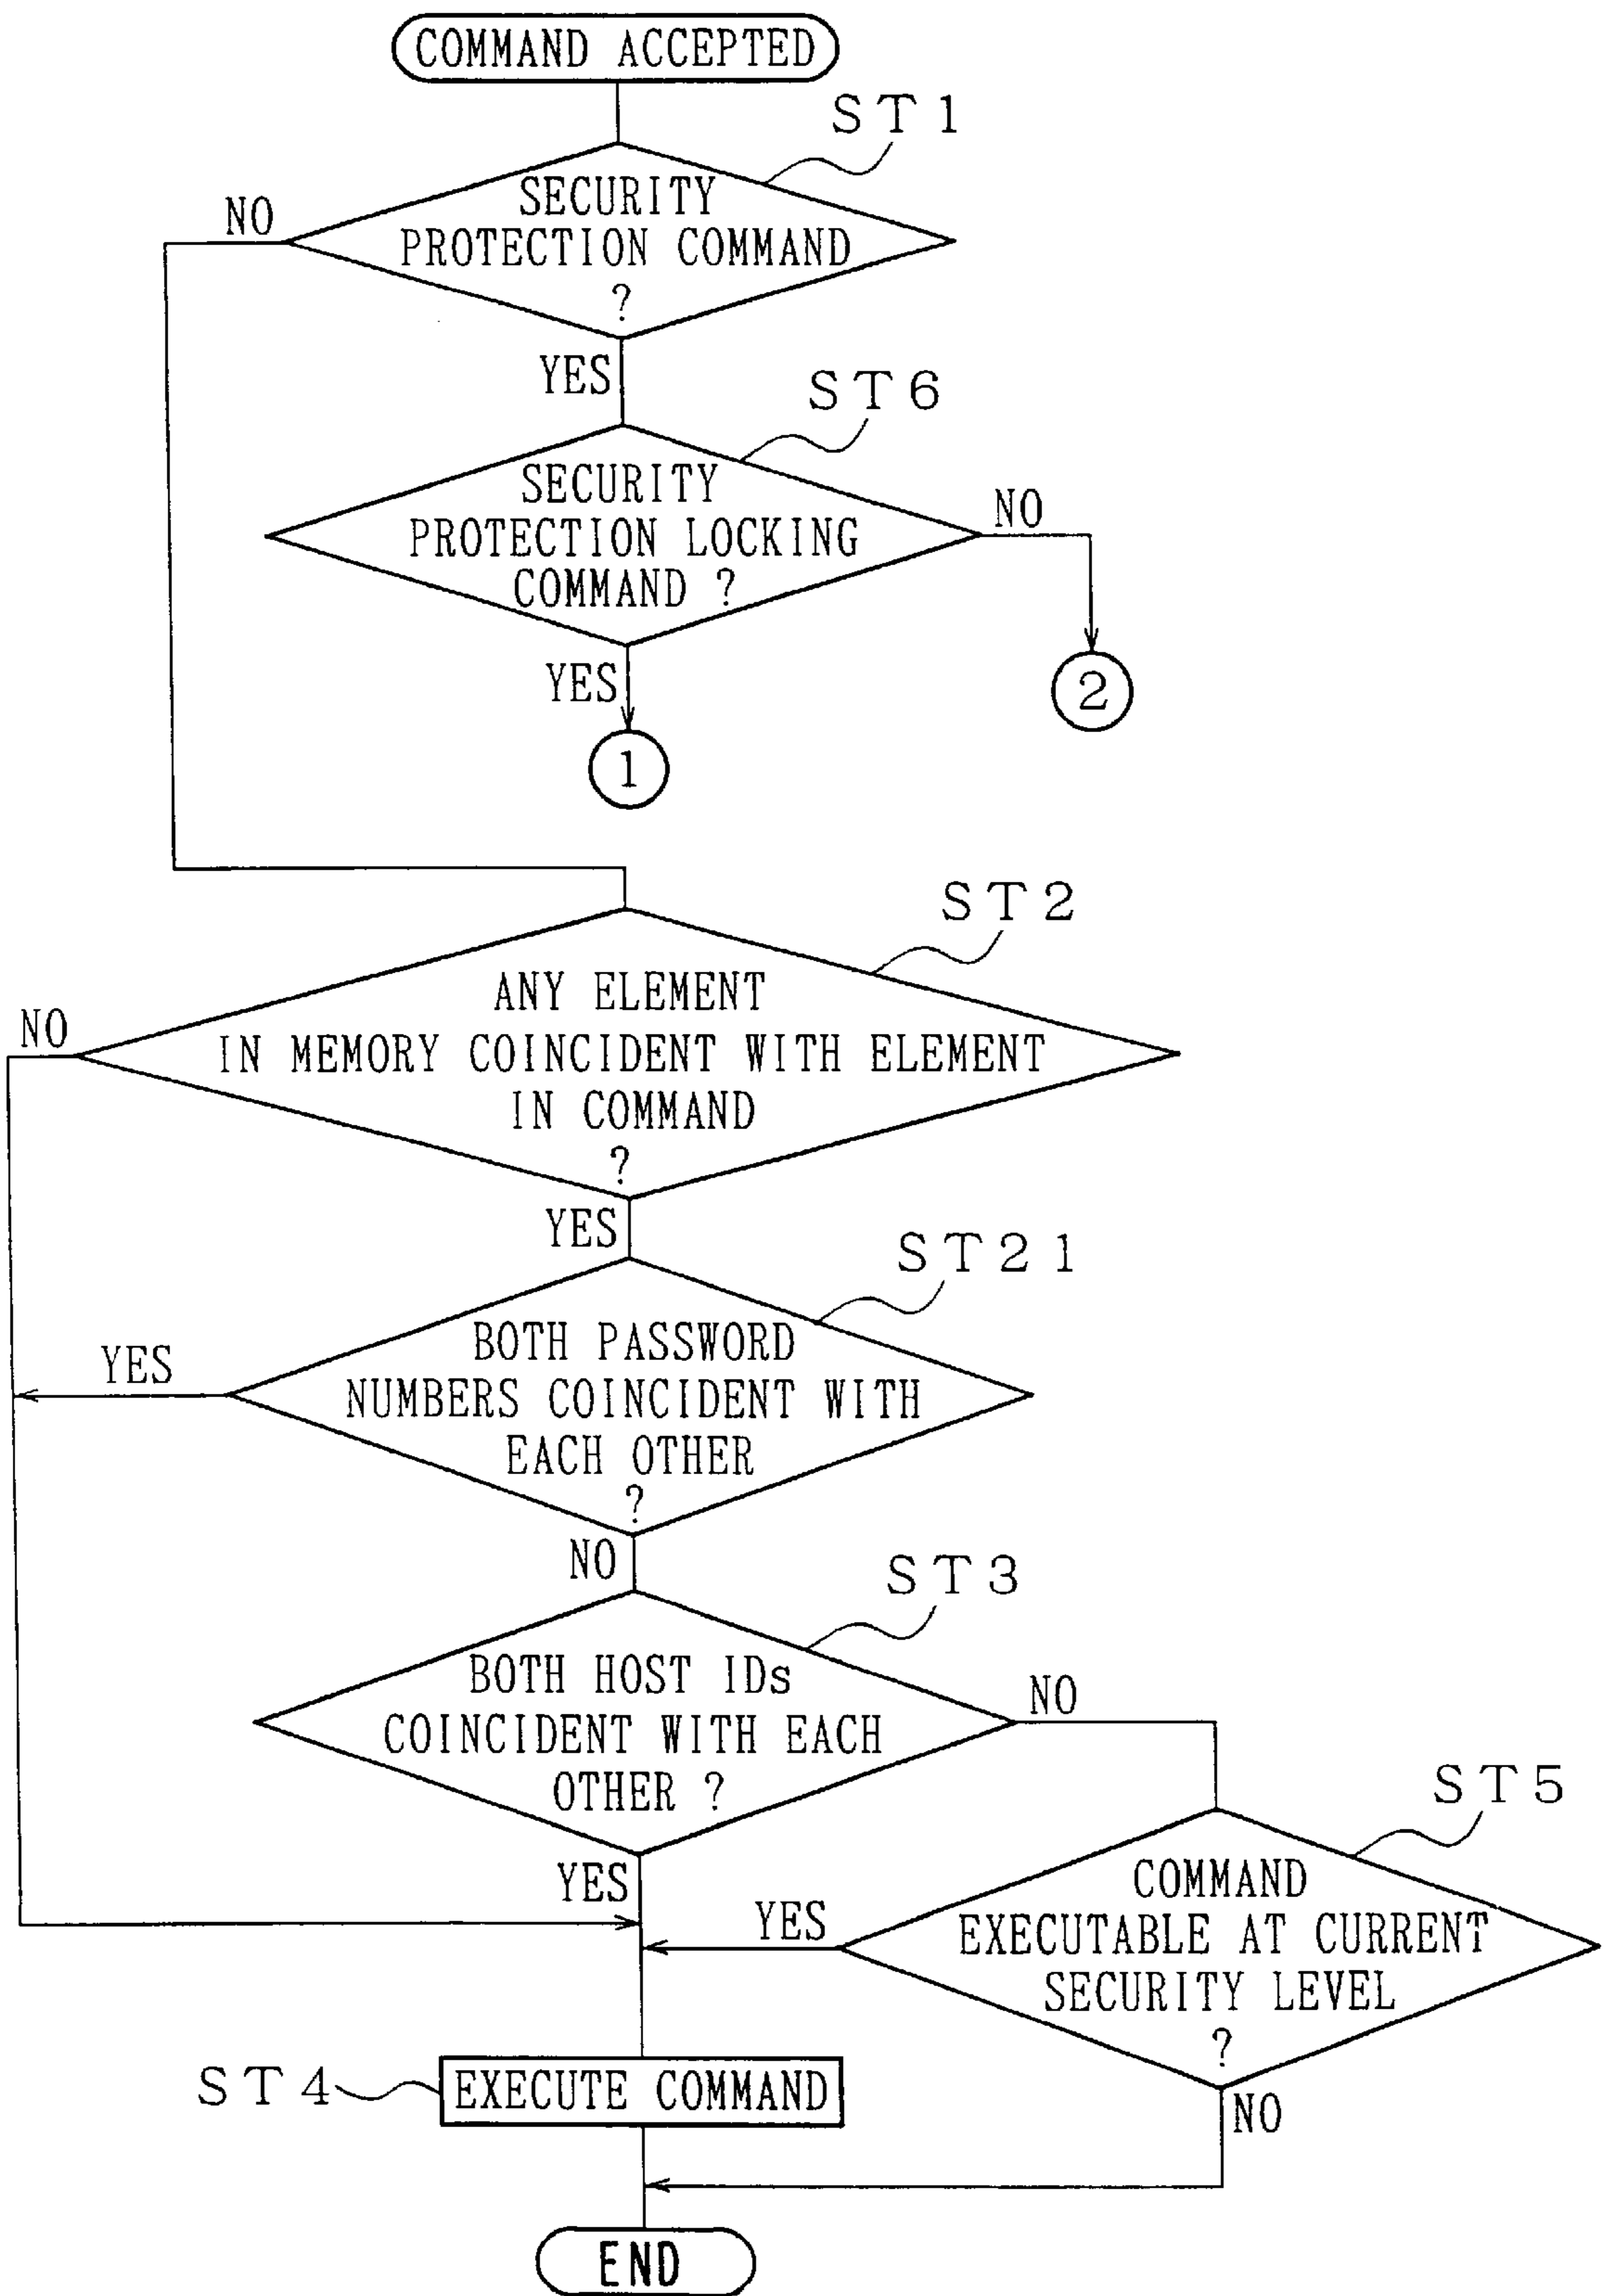 COMMAND ACCEPTED
ST1
NO
SECURITY
PROTECTION COMMAND
?
YES
ST6
SECURITY
PROTECTION LOCKING
COMMAND ?
NO
YES
2
1
ST2
NO
ANY ELEMENT
IN MEMORY COINCIDENT WITH ELEMENT
IN COMMAND
?
YES
ST21
YES
BOTH PASSWORD
NUMBERS COINCIDENT WITH
EACH OTHER
?
NO
ST3
BOTH HOST IDs
COINCIDENT WITH EACH
OTHER ?
NO
ST5
YES
YES
COMMAND
EXECUTABLE AT CURRENT
SECURITY LEVEL
?
ST4
EXECUTE COMMAND
NO
END